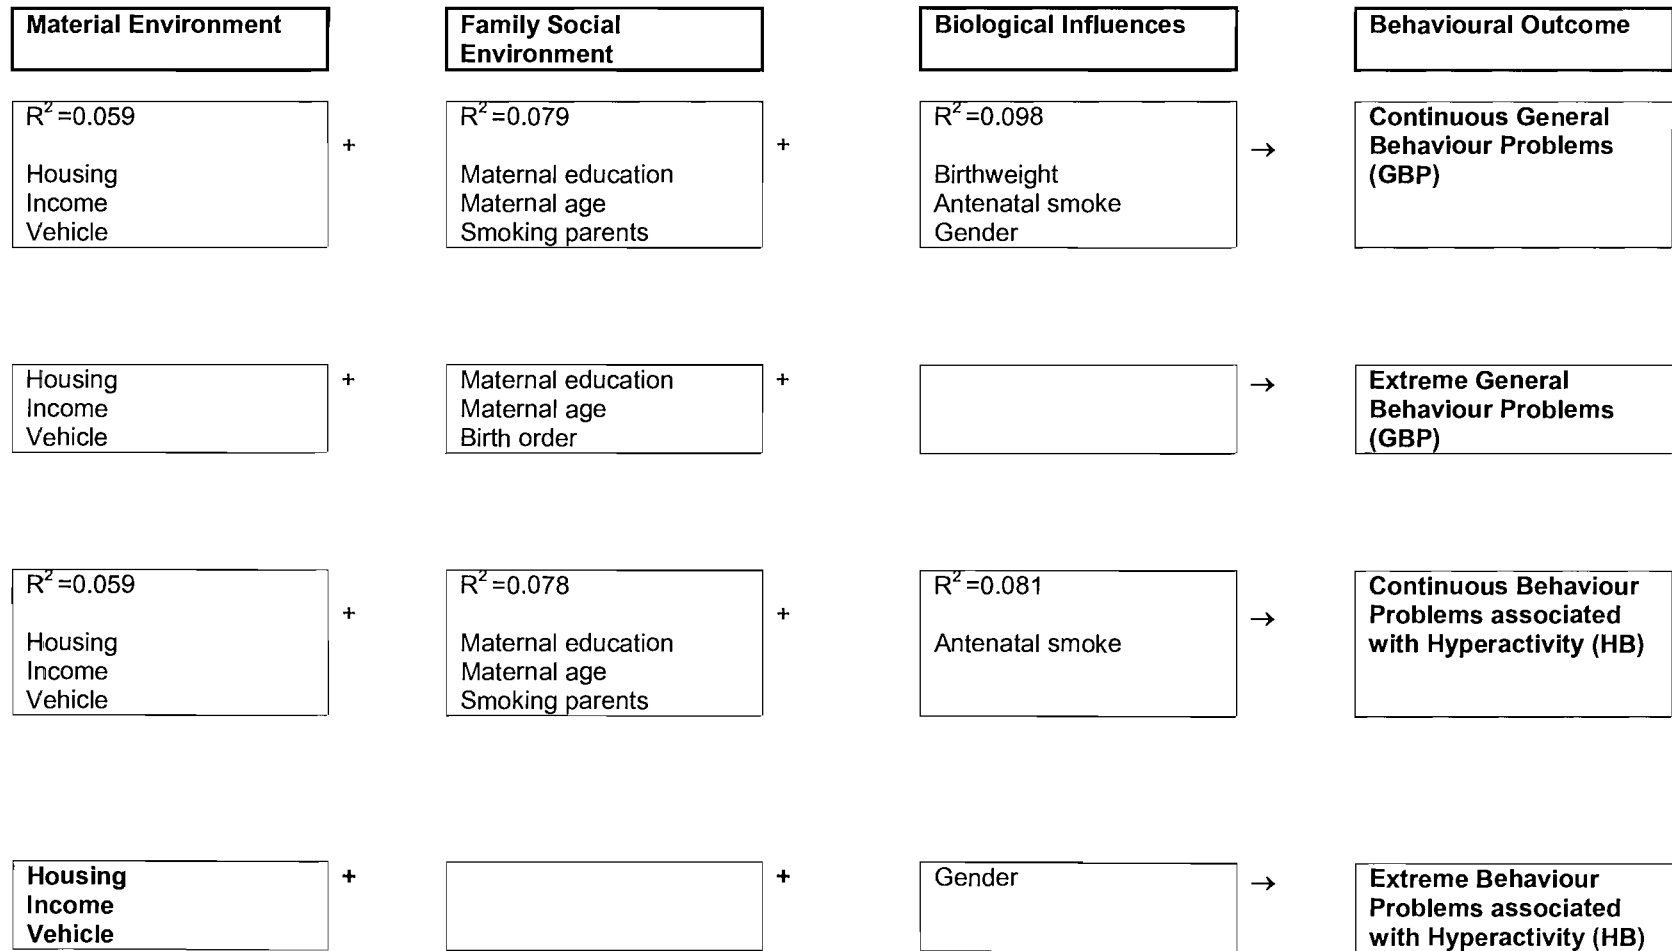 Material Environment
Family Social
Environment
Biological Influences
Behavioural Outcome
R²=0.059
Housing
Income
Vehicle
+
R²=0.079
Maternal education
Maternal age
Smoking parents
+
R²=0.098
Birthweight
Antenatal smoke
Gender
→
Continuous General
Behaviour Problems
(GBP)
Housing
Income
Vehicle
+
Maternal education
Maternal age
Birth order
+
→
Extreme General
Behaviour Problems
(GBP)
R²=0.059
Housing
Income
Vehicle
+
R²=0.078
Maternal education
Maternal age
Smoking parents
+
R²=0.081
Antenatal smoke
→
Continuous Behaviour
Problems associated
with Hyperactivity (HB)
Housing
Income
Vehicle
+
+
Gender
→
Extreme Behaviour
Problems associated
with Hyperactivity (HB)